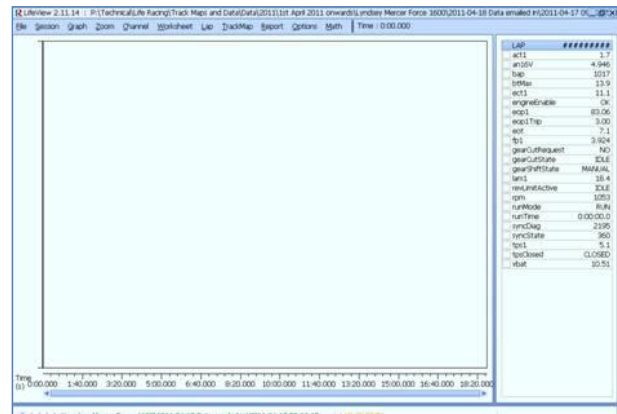 LifeView 2.11.14 : P:\Technical\Life Racing\Track Maps and Data\Data\2011\1st April 2011 onwards\Lyndsey Mercer Force 1600\2011-04-18 Data emailed in\2011-04-17
File Session Graph Zoom Channel Worksheet Lap TrackMap Report Options Math Time : 0:00.000
LAP #########
act1 1.7
an16V 4.946
bap 1017
btMax 13.9
ect1 11.1
engineEnable OK
eop1 83.06
eop1Trip 3.00
eot 7.1
fp1 3.924
gearCutRequest NO
gearCutState IDLE
gearShiftState MANUAL
lam1 18.4
revLimitActive IDLE
rpm 1053
runMode RUN
runTime 0:00:00.0
syncDiag 2195
syncState 360
tps1 5.1
tpsClosed CLOSED
vbat 10.51
Time
(s) 0:00.000 1:40.000 3:20.000 5:00.000 6:40.000 8:20.000 10:00.000 11:40.000 13:20.000 15:00.000 16:40.000 18:20.000